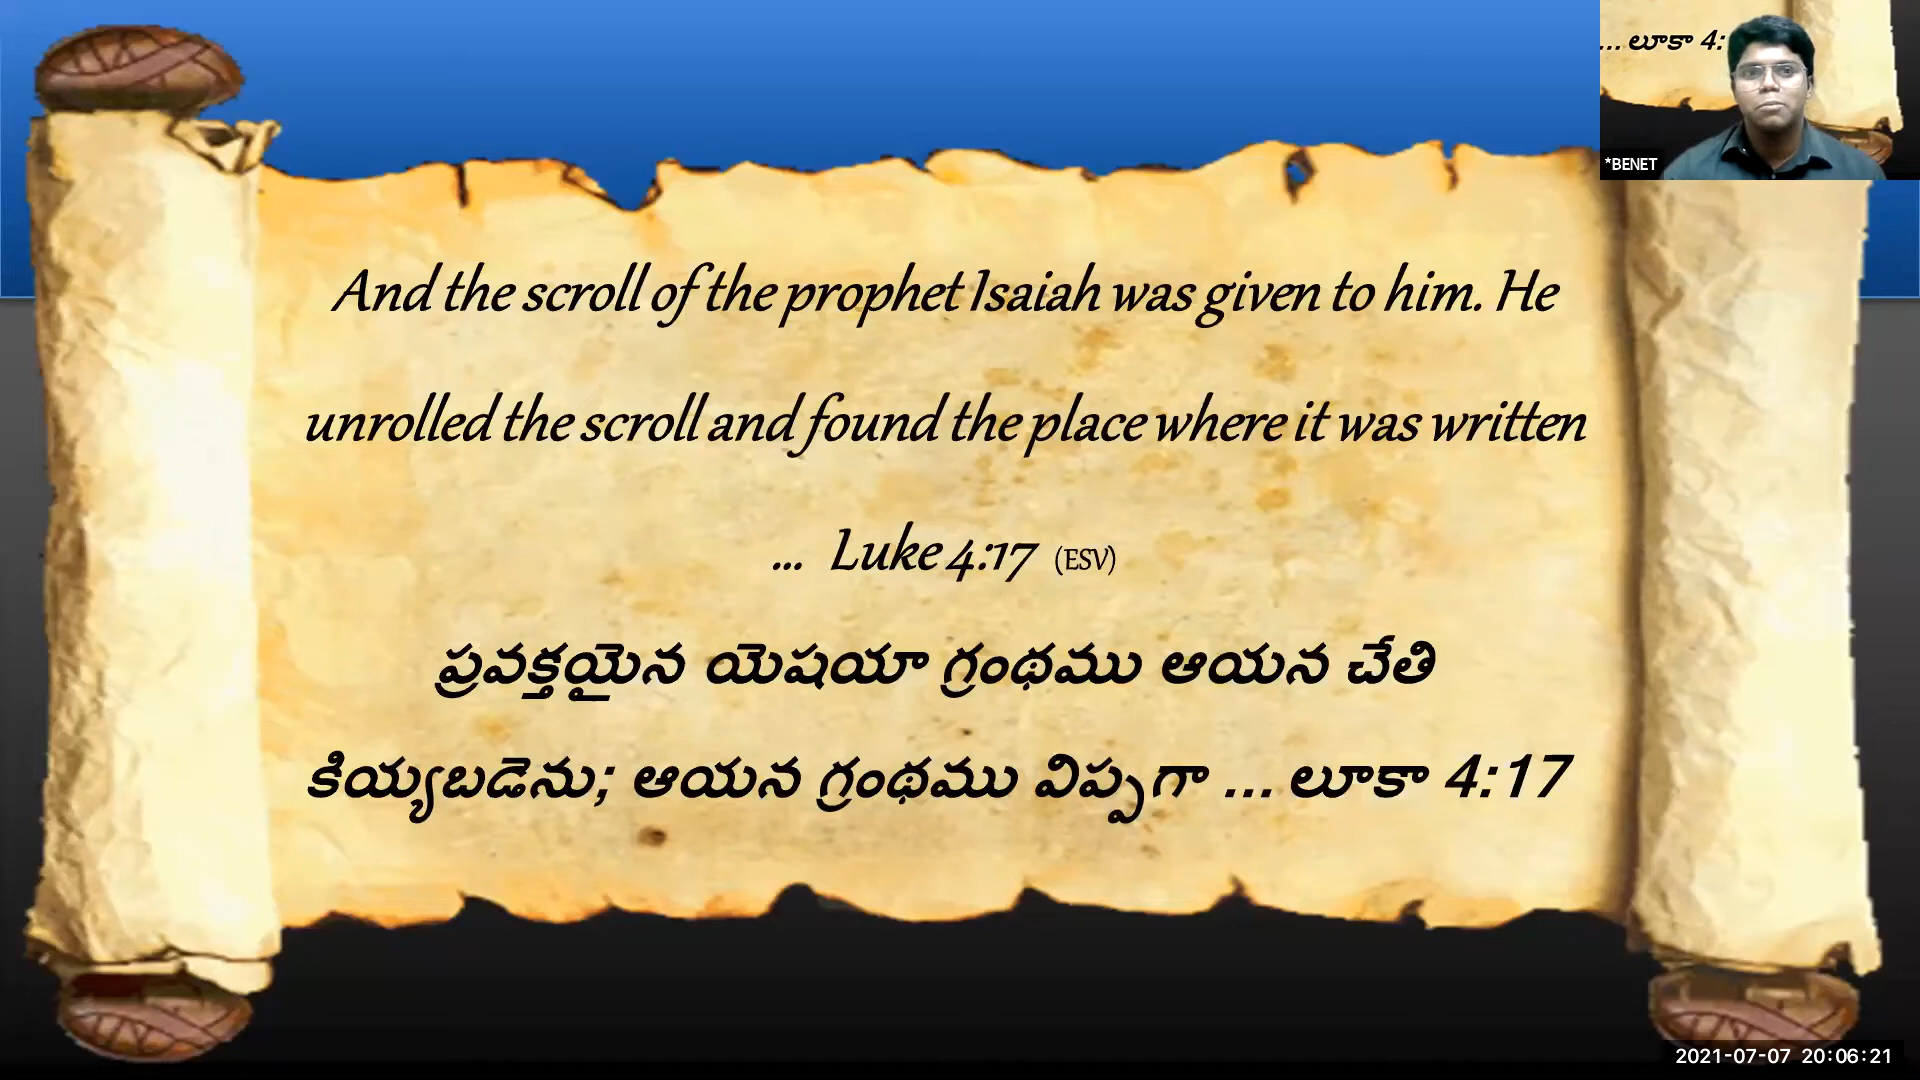 ... లూకా 4:
*BENET
And the scroll of the prophet Isaiah was given to him. He
unrolled the scroll and found the place where it was written
... Luke 4:17 (ESV)
ప్రవక్తయైన యెషయా గ్రంథము ఆయన చేతి
కియ్యబడెను; ఆయన గ్రంథము విప్పగా ... లూకా 4:17
2021-07-07 20:06:21